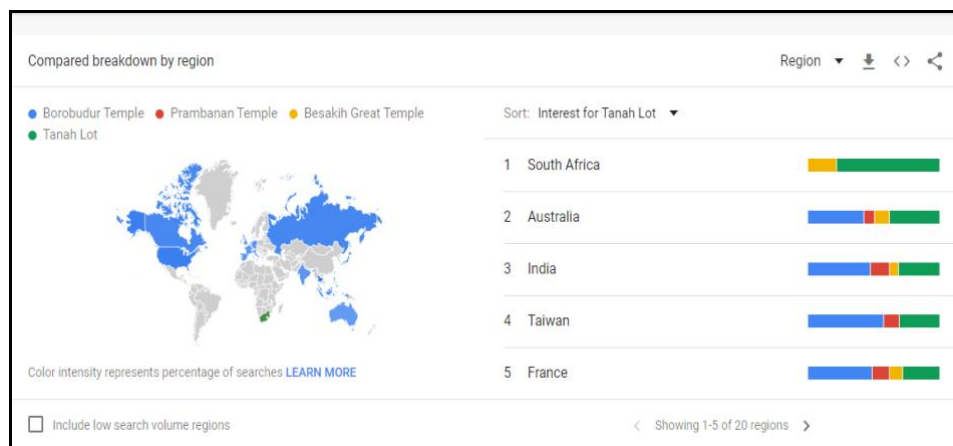 Compared breakdown by region
Region
Borobudur Temple Prambanan Temple Besakih Great Temple
Tanah Lot
Sort: Interest for Tanah Lot
1 South Africa
2 Australia
3 India
4 Taiwan
5 France
Color intensity represents percentage of searches LEARN MORE
Include low search volume regions
Showing 1-5 of 20 regions